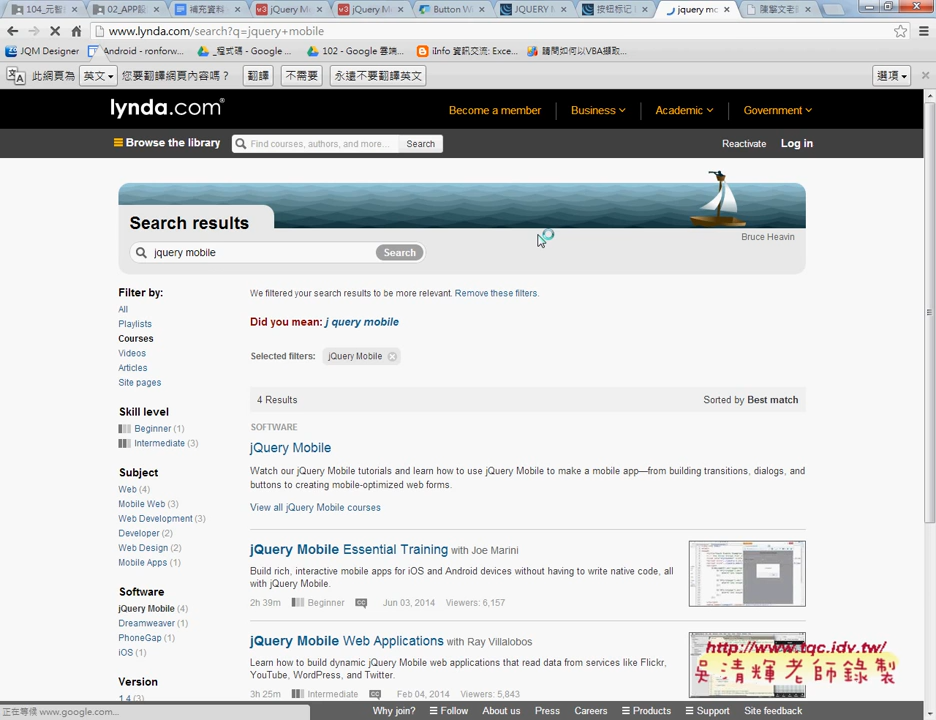 104_元智
02_APP設
補充資料
jQuery M
jQuery M
Button W
JQUERY M
按钮标记
jquery mo
陳擎文老
www.lynda.com/search?q=jquery+mobile
JQM Designer
Android - ronforw...
_程式碼 - Google ...
102 - Google 雲端...
iInfo 資訊交流: Exce...
請問如何以VBA擷取...
此網頁為
英文
您要翻譯網頁內容嗎？
翻譯
不需要
永遠不要翻譯英文
選項
lynda.com®
Become a member
Business
Academic
Government
Browse the library
Find courses, authors, and more...
Search
Reactivate
Log in
Search results
jquery mobile
Search
Bruce Heavin
Filter by:
All
Playlists
Courses
Videos
Articles
Site pages
Skill level
Beginner (1)
Intermediate (3)
Subject
Web (4)
Mobile Web (3)
Web Development (3)
Developer (2)
Web Design (2)
Mobile Apps (1)
Software
jQuery Mobile (4)
Dreamweaver (1)
PhoneGap (1)
iOS (1)
Version
1.4 (3)
We filtered your search results to be more relevant. Remove these filters.
Did you mean: j query mobile
Selected filters: jQuery Mobile
4 Results
Sorted by Best match
SOFTWARE
jQuery Mobile
Watch our jQuery Mobile tutorials and learn how to use jQuery Mobile to make a mobile app—from building transitions, dialogs, and
buttons to creating mobile-optimized web forms.
View all jQuery Mobile courses
jQuery Mobile Essential Training with Joe Marini
Build rich, interactive mobile apps for iOS and Android devices without having to write native code, all
with jQuery Mobile.
2h 39m Beginner CC Jun 03, 2014 Viewers: 6,157
jQuery Mobile Web Applications with Ray Villalobos
Learn how to build dynamic jQuery Mobile web applications that read data from services like Flickr,
YouTube, WordPress, and Twitter.
3h 25m Intermediate CC Feb 04, 2014 Viewers: 5,843
http://www.tqc.idv.tw/
吳清輝老師錄製
正在等候 www.google.com...
Why join?
Follow
About us
Press
Careers
Products
Support
Site feedback